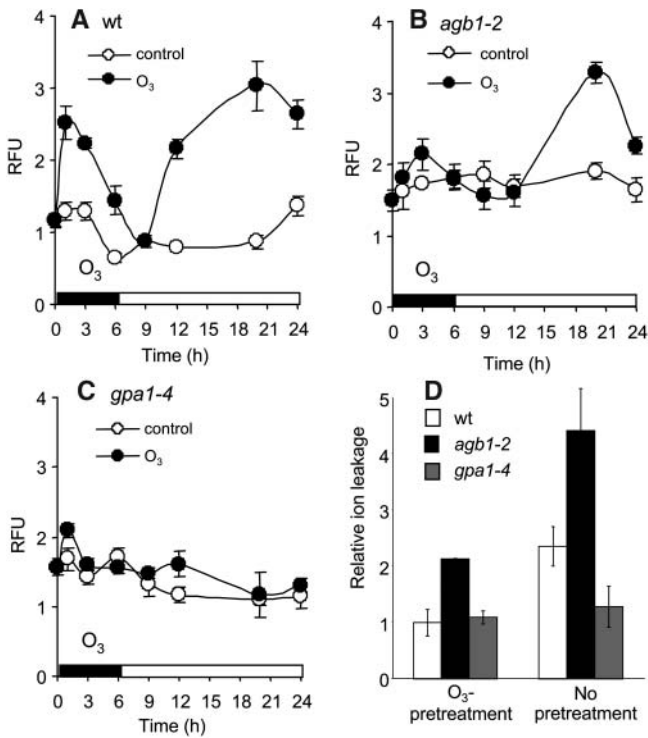 A wt
control
O3
4
3
2
1
0
RFU
O3
0 3 6 9 12 15 18 21 24
Time (h)
B agb1-2
control
O3
4
3
2
1
0
RFU
O3
0 3 6 9 12 15 18 21 24
Time (h)
C gpa1-4
control
O3
4
3
2
1
0
RFU
O3
0 3 6 9 12 15 18 21 24
Time (h)
D
wt
agb1-2
gpa1-4
5
4
3
2
1
0
Relative ion leakage
O3-
pretreatment
No
pretreatment